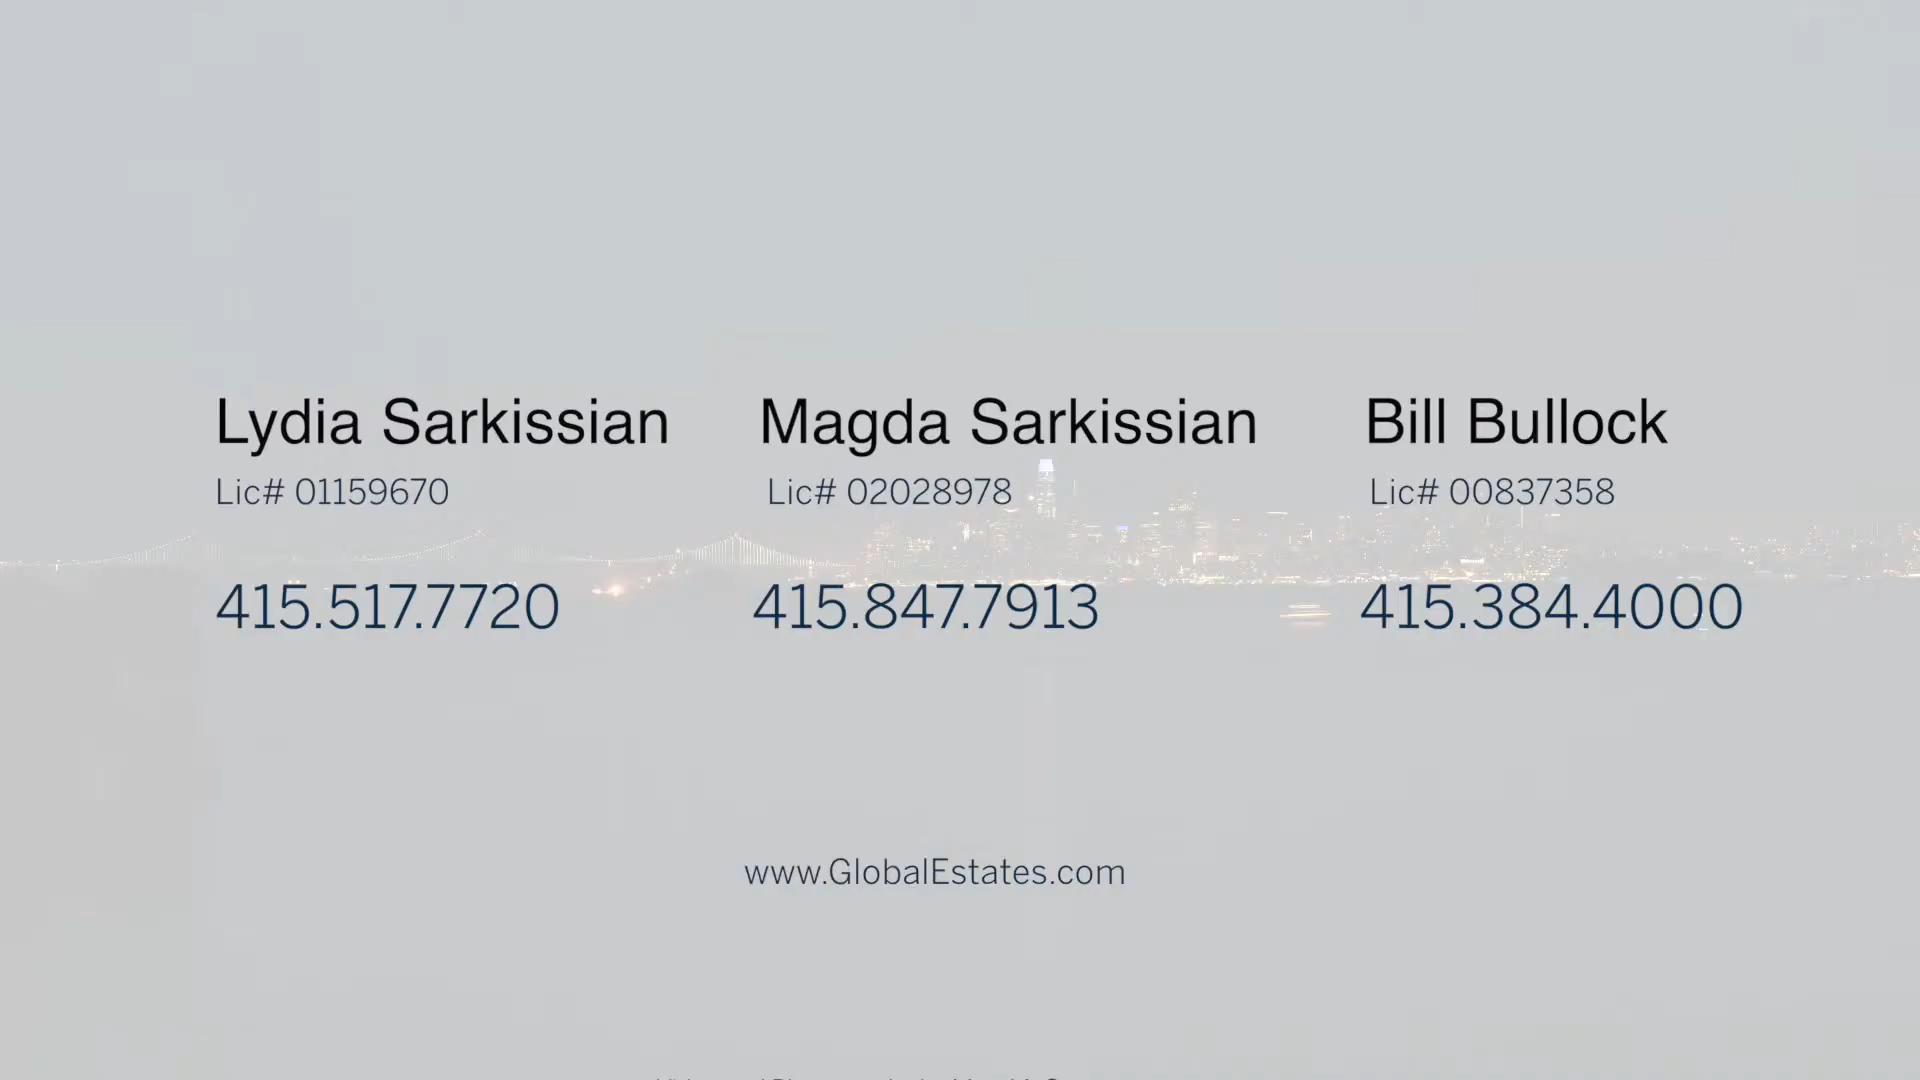 Lydia Sarkissian
Lic# 01159670
415.517.7720
Magda Sarkissian
Lic# 02028978
415.847.7913
Bill Bullock
Lic# 00837358
415.384.4000
www.GlobalEstates.com